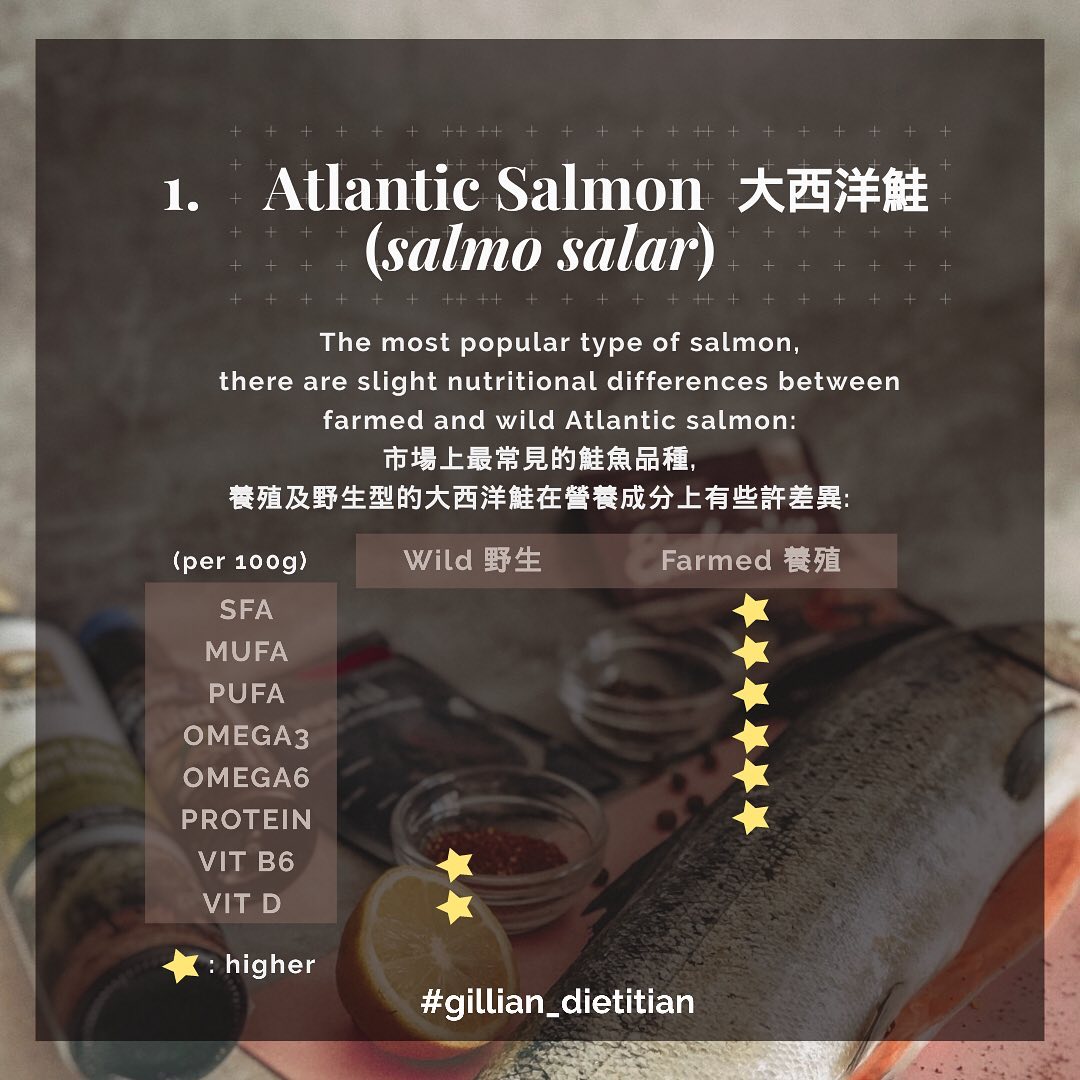 1. Atlantic Salmon 大西洋鮭
(salmo salar)
The most popular type of salmon,
there are slight nutritional differences between
farmed and wild Atlantic salmon:
市場上最常見的鮭魚品種,
養殖及野生型的大西洋鮭在營養成分上有些許差異:
(per 100g) Wild 野生 Farmed 養殖
SFA
MUFA
PUFA
OMEGA3
OMEGA6
PROTEIN
VIT B6
VIT D
: higher
#gillian_dietitian